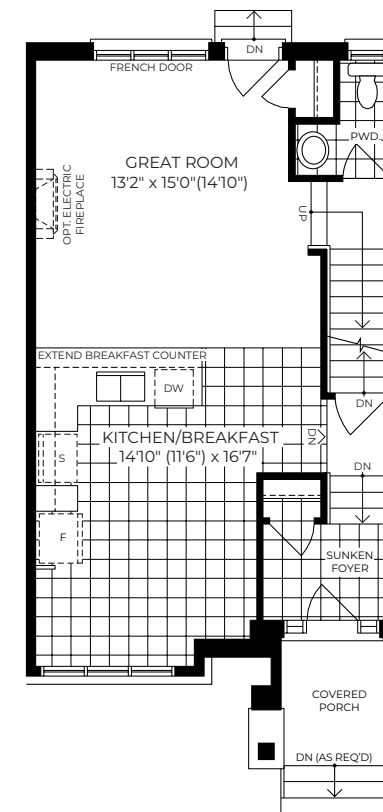 DN
FRENCH DOOR
PWD.
GREAT ROOM
13'2" x 15'0"(14'10")
OPT. ELECTRIC
FIREPLACE
UP
EXTEND BREAKFAST COUNTER
DW
DN
DN
KITCHEN/BREAKFAST
14'10" (11'6") x 16'7"
S
DN
F
SUNKEN
FOYER
COVERED
PORCH
DN (AS REQ'D)